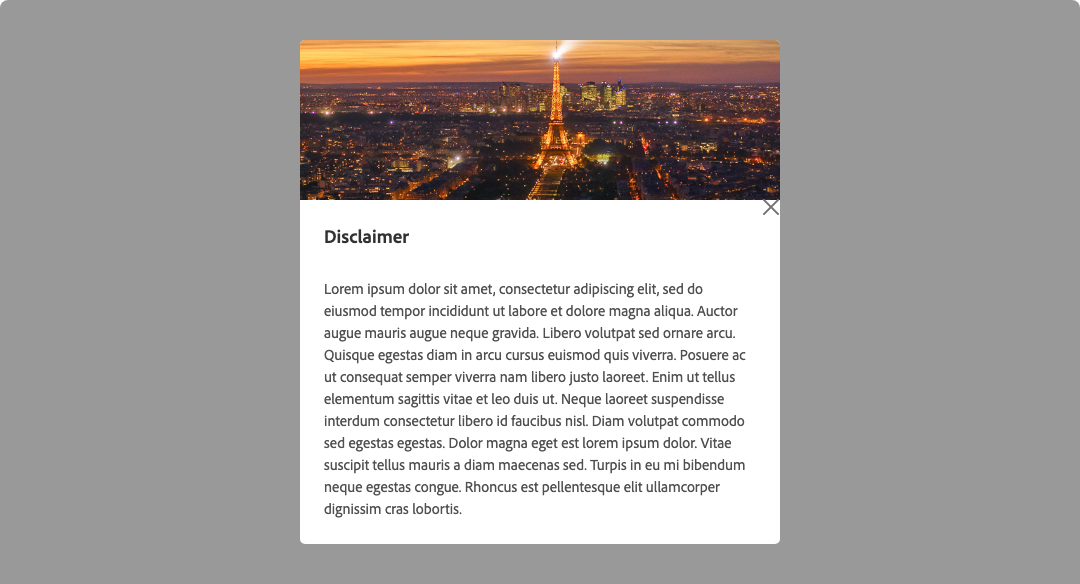 Disclaimer
Lorem ipsum dolor sit amet, consectetur adipiscing elit, sed do
eiusmod tempor incididunt ut labore et dolore magna aliqua. Auctor
augue mauris augue neque gravida. Libero volutpat sed ornare arcu.
Quisque egestas diam in arcu cursus euismod quis viverra. Posuere ac
ut consequat semper viverra nam libero justo laoreet. Enim ut tellus
elementum sagittis vitae et leo duis ut. Neque laoreet suspendisse
interdum consectetur libero id faucibus nisl. Diam volutpat commodo
sed egestas egestas. Dolor magna eget est lorem ipsum dolor. Vitae
suscipit tellus mauris a diam maecenas sed. Turpis in eu mi bibendum
neque egestas congue. Rhoncus est pellentesque elit ullamcorper
dignissim cras lobortis.